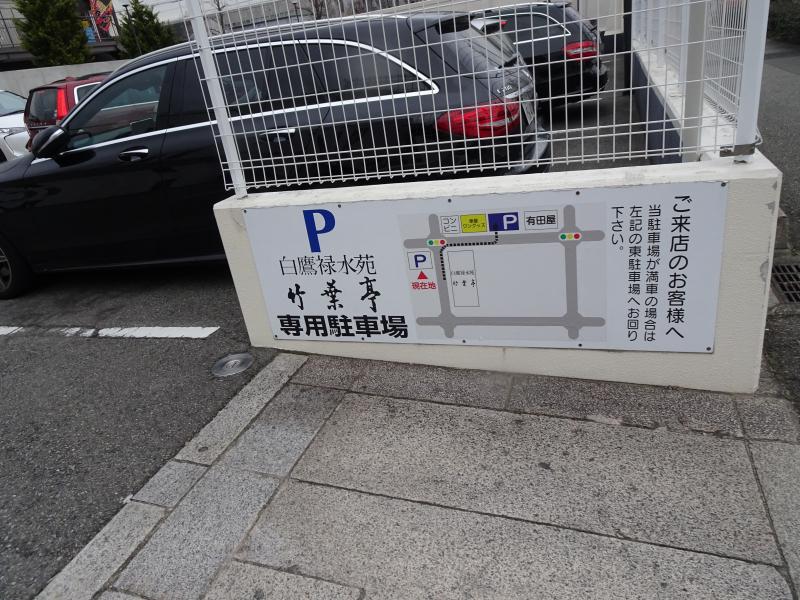 P
白鷹禄水苑
竹葉亭
専用駐車場
コン
ビニ
P
有田屋
P
現在地
白鷹禄水苑
竹葉亭
ご来店のお客様へ
当駐車場が満車の場合は
左記の東駐車場へお回り
下さい。